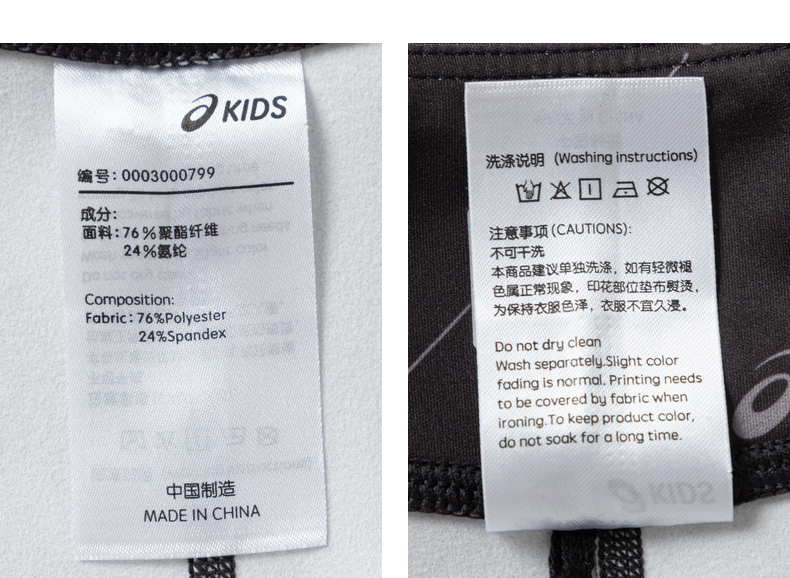 KIDS
编号：0003000799
成分：
面料：76%聚酯纤维
24%氨纶
Composition:
Fabric：76%Polyester
24%Spandex
中国制造
MADE IN CHINA
洗涤说明（Washing instructions)
注意事项(CAUTIONS):
不可干洗
本商品建议单独洗涤，如有轻微褪
色属正常现象，印花部位垫布熨烫，
为保持衣服色泽，衣服不宜久浸。
Do not dry clean
Wash separately.Slight color
fading is normal. Printing needs
to be covered by fabric when
ironing.To keep product color,
do not soak for a long time.